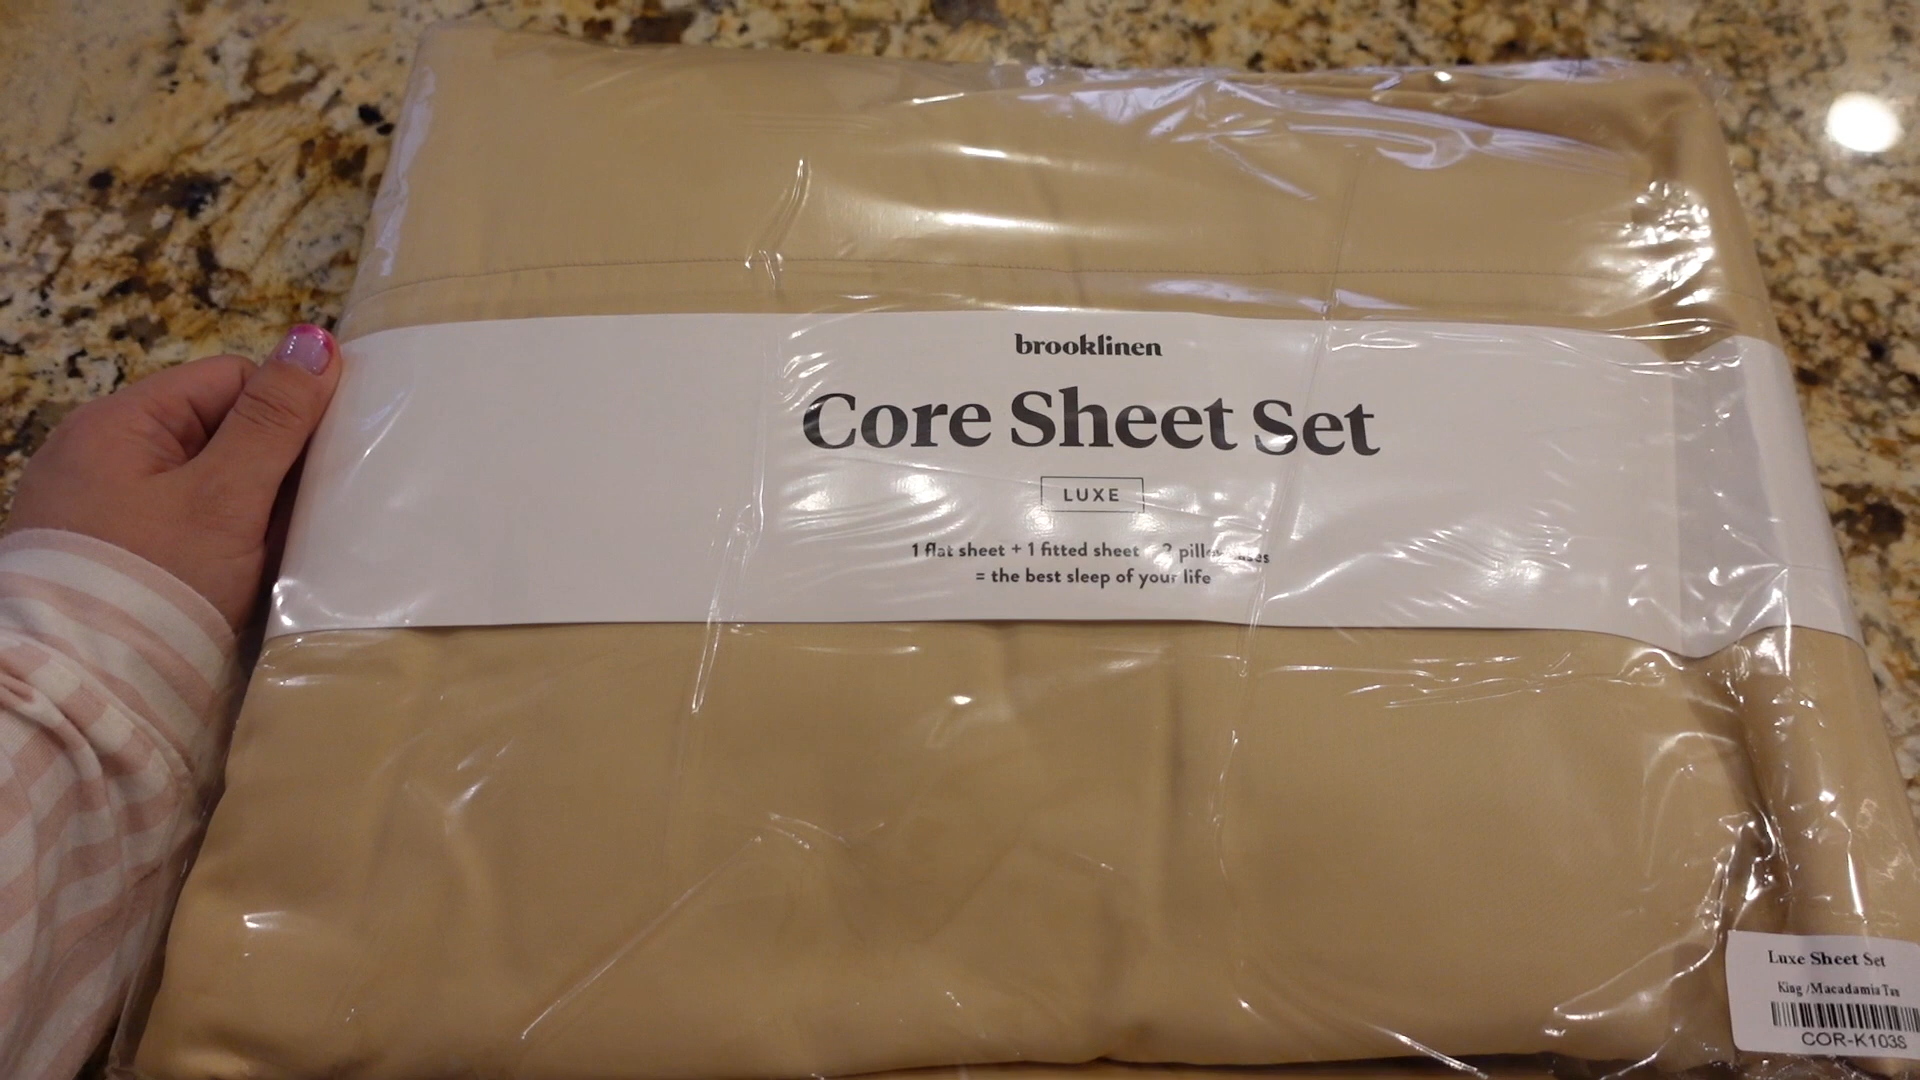 brooklinen
Core Sheet Set
LUXE
1 flat sheet + 1 fitted sheet 2
= the best sleep of your life
Luxe Sheet Set
King /Macadamia Tan
COR-K103S